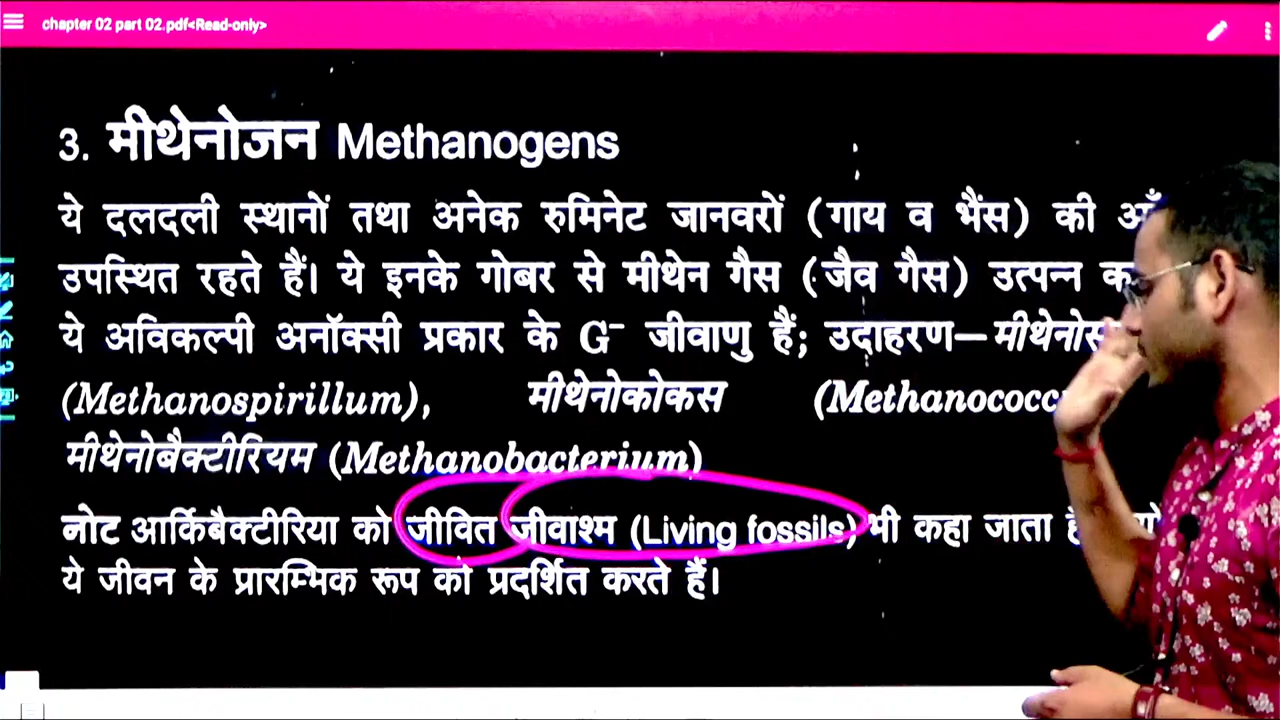 chapter 02 part 02.pdf<Read-only>
3. मीथेनोजन Methanogens
ये दलदली स्थानों तथा अनेक रुमिनेट जानवरों (गाय व भैंस) की
उपस्थित रहते हैं। ये इनके गोबर से मीथेन गैस (जैव गैस) उत्पन्न
ये अविकल्पी अनॉक्सी प्रकार के G⁻ जीवाणु हैं; उदाहरण—
(Methanospirillum), मीथेनोकोकस
मीथेनोबैक्टीरियम (Methanobacterium)
नोट आर्किबैक्टीरिया को जीवित जीवाश्म (Living fossils) भी कहा जाता
ये जीवन के प्रारम्भिक रूप को प्रदर्शित करते हैं।